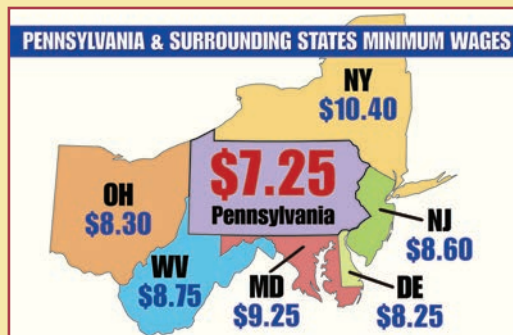 PENNSYLVANIA & SURROUNDING STATES MINIMUM WAGES
NY
$10.40
$7.25
Pennsylvania
OH
$8.30
NJ
$8.60
WV
$8.75
MD
$9.25
DE
$8.25